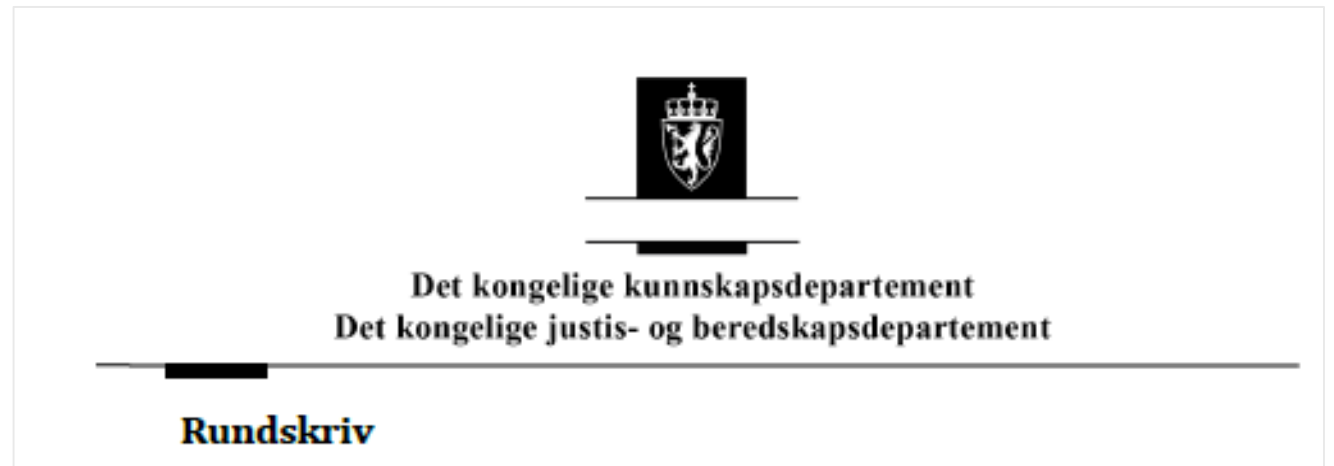 Det kongelige kunnskapsdepartement
Det kongelige justis- og beredskapsdepartement
Rundskriv